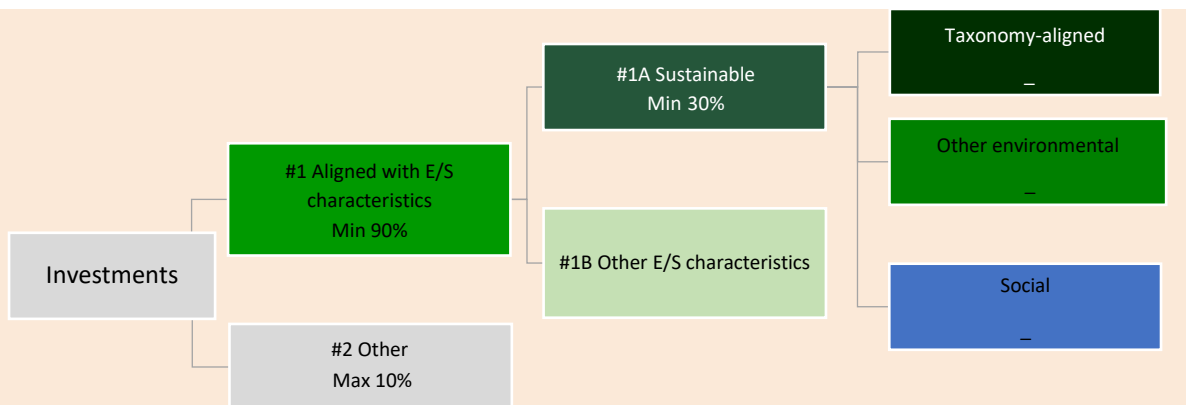 Investments
#1 Aligned with E/S
characteristics
Min 90%
#2 Other
Max 10%
#1A Sustainable
Min 30%
#1B Other E/S characteristics
Taxonomy-aligned
_
Other environmental
_
Social
_